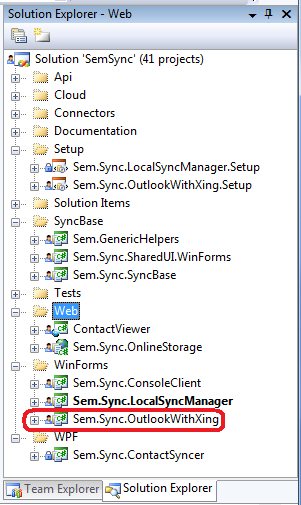 Solution Explorer - Web
Solution 'SemSync' (41 projects)
Api
Cloud
Connectors
Documentation
Setup
Sem.Sync.LocalSyncManager.Setup
Sem.Sync.OutlookWithXing.Setup
Solution Items
SyncBase
Sem.GenericHelpers
Sem.Sync.SharedUI.WinForms
Sem.Sync.SyncBase
Tests
Web
ContactViewer
Sem.Sync.OnlineStorage
WinForms
Sem.Sync.ConsoleClient
Sem.Sync.LocalSyncManager
Sem.Sync.OutlookWithXing
WPF
Sem.Sync.ContactSyncer
Team Explorer
Solution Explorer